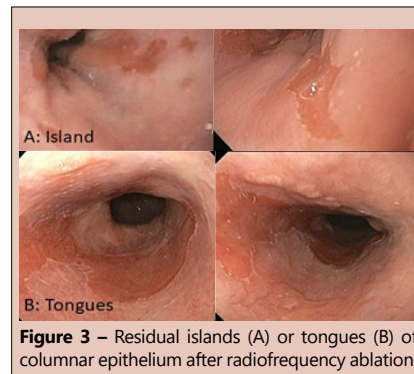 A: Island
B: Tongues
Figure 3 – Residual islands (A) or tongues (B) of
columnar epithelium after radiofrequency ablation